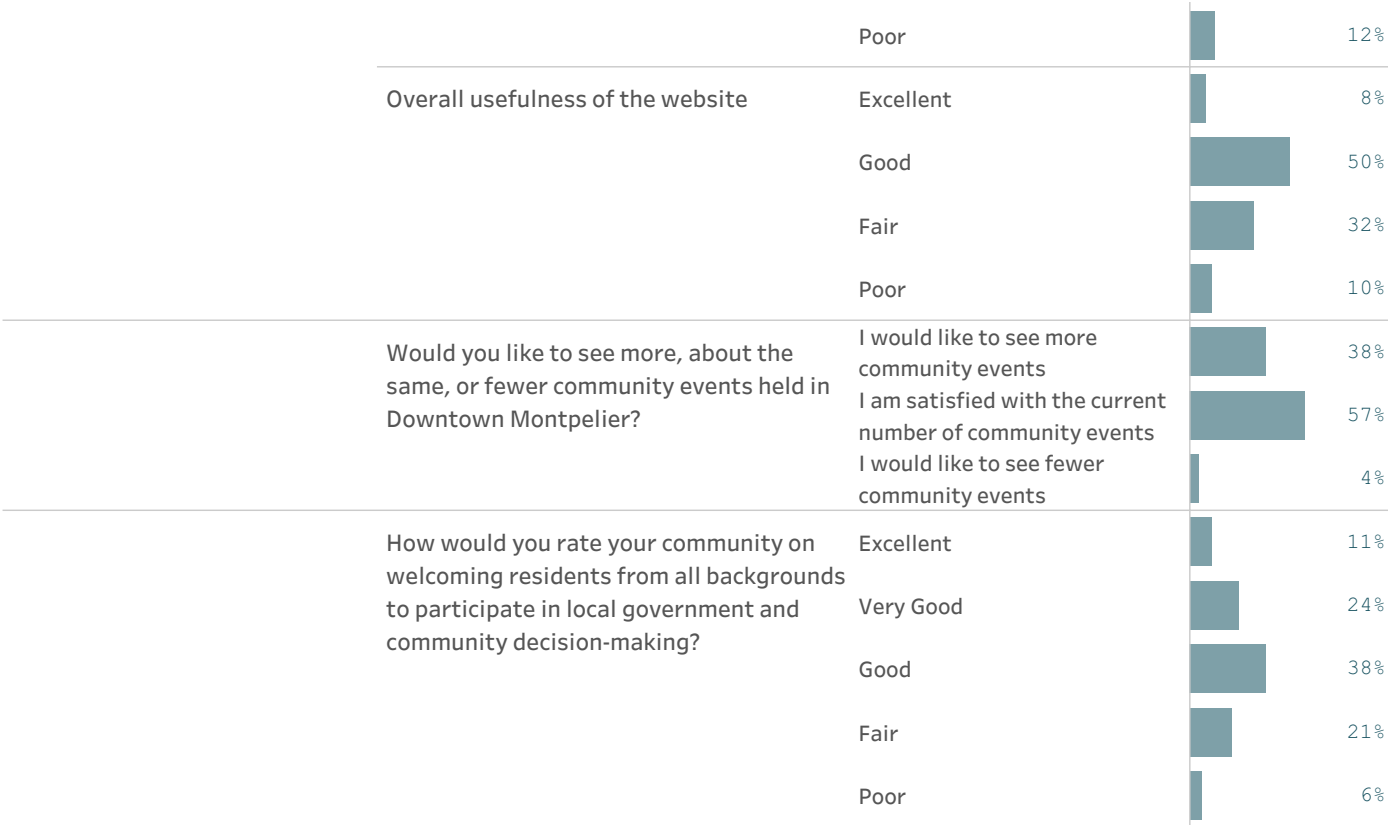 Poor 12%
Overall usefulness of the website Excellent 8%
Good 50%
Fair 32%
Poor 10%
Would you like to see more, about the
same, or fewer community events held in
Downtown Montpelier?
I would like to see more
community events
38%
I am satisfied with the current
number of community events
57%
I would like to see fewer
community events
4%
How would you rate your community on
welcoming residents from all backgrounds
to participate in local government and
community decision-making?
Excellent 11%
Very Good 24%
Good 38%
Fair 21%
Poor 6%